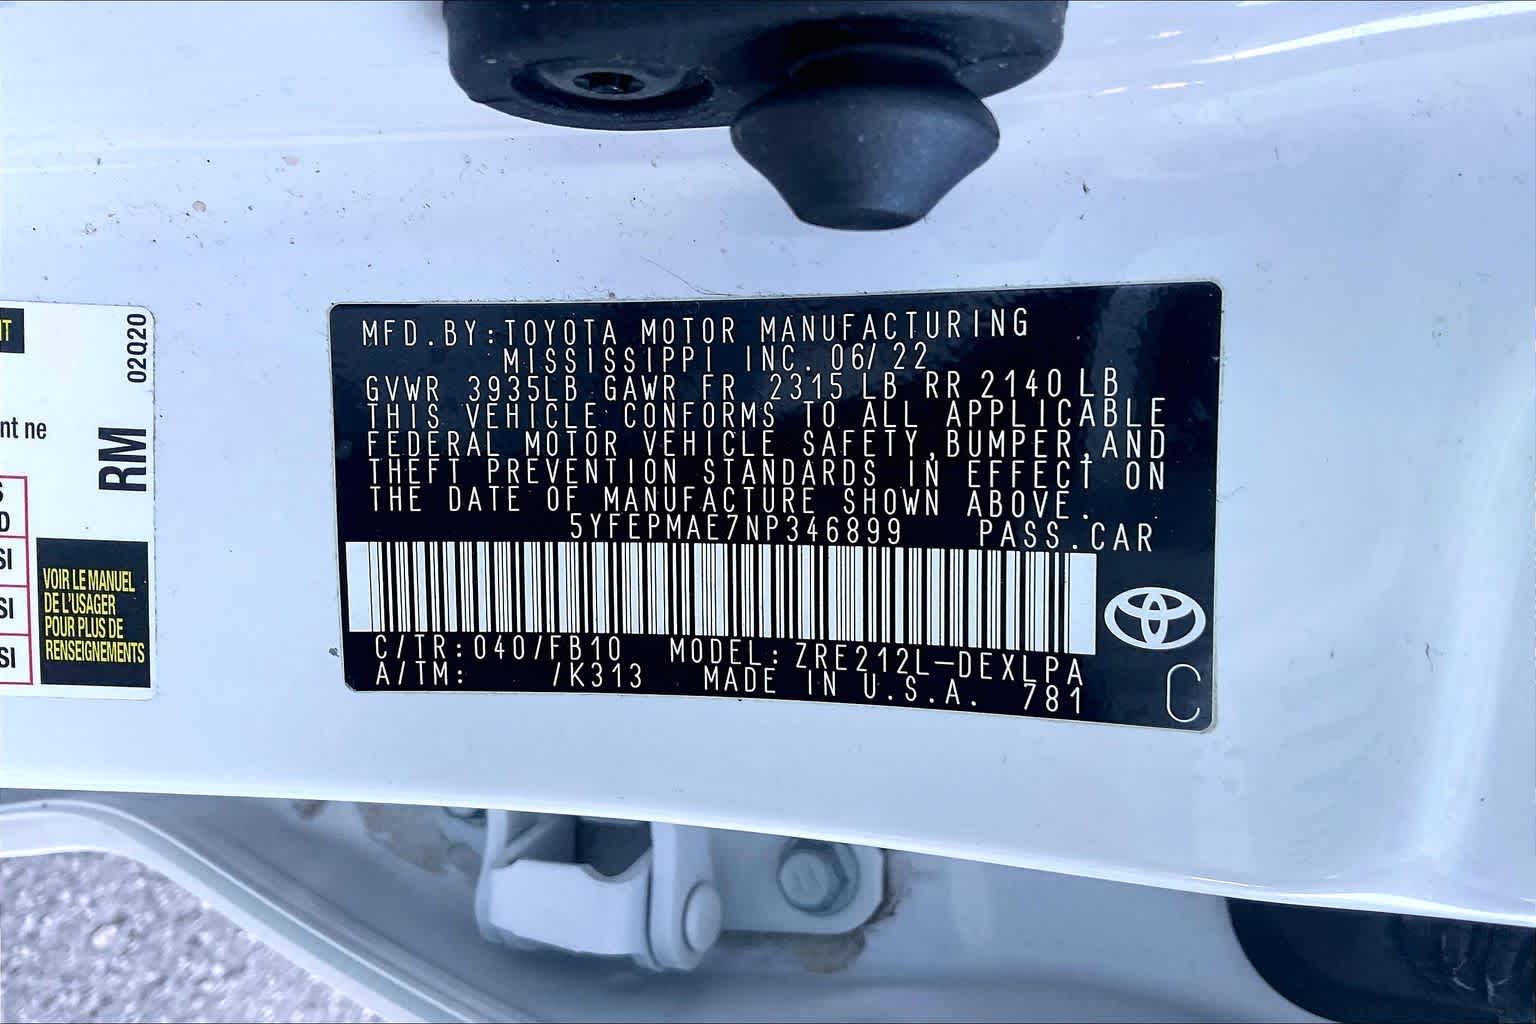 MFD.BY:TOYOTA MOTOR MANUFACTURING
MISSISSIPPI INC. 06/22
GVWR 3935LB GAWR FR 2315 LB RR 2140 LB
THIS VEHICLE CONFORMS TO ALL APPLICABLE
FEDERAL MOTOR VEHICLE SAFETY,BUMPER,AND
THEFT PREVENTION STANDARDS IN EFFECT ON
THE DATE OF MANUFACTURE SHOWN ABOVE.
5YFEPMAE7NP346899 PASS.CAR
C/TR:040/FB10 MODEL:ZRE212L-DEXLPA
A/TM: /K313 MADE IN U.S.A. 781
C
02Q20
RM
nt ne
VOIR LE MANUEL
DE L'USAGER
POUR PLUS DE
RENSEIGNEMENTS